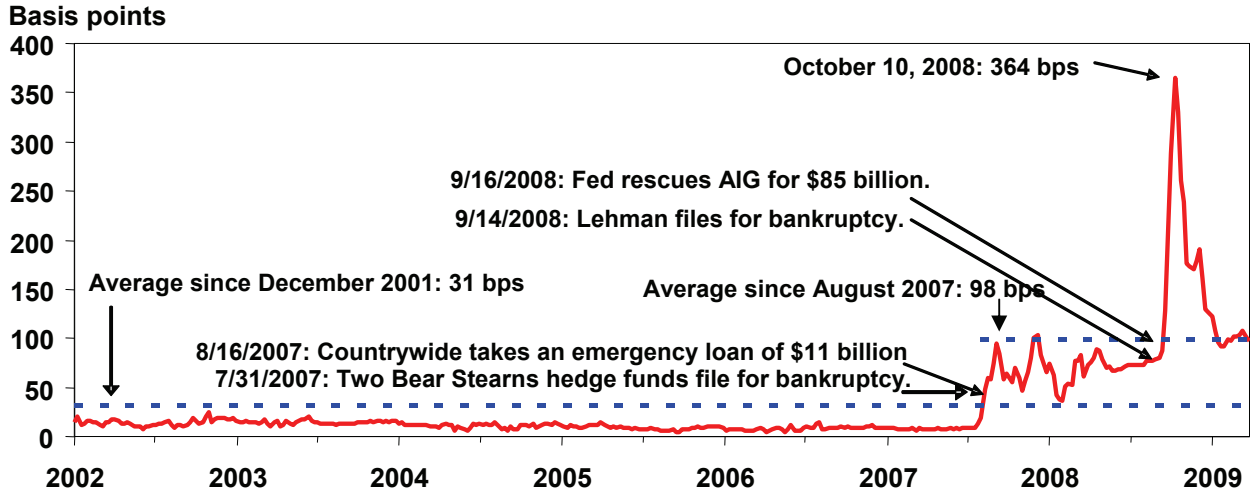 Basis points
400
350
300
250
200
150
100
50
0
October 10, 2008: 364 bps
9/16/2008: Fed rescues AIG for $85 billion.
9/14/2008: Lehman files for bankruptcy.
Average since December 2001: 31 bps
Average since August 2007: 98 bps
8/16/2007: Countrywide takes an emergency loan of $11 billion
7/31/2007: Two Bear Stearns hedge funds file for bankruptcy.
2002 2003 2004 2005 2006 2007 2008 2009